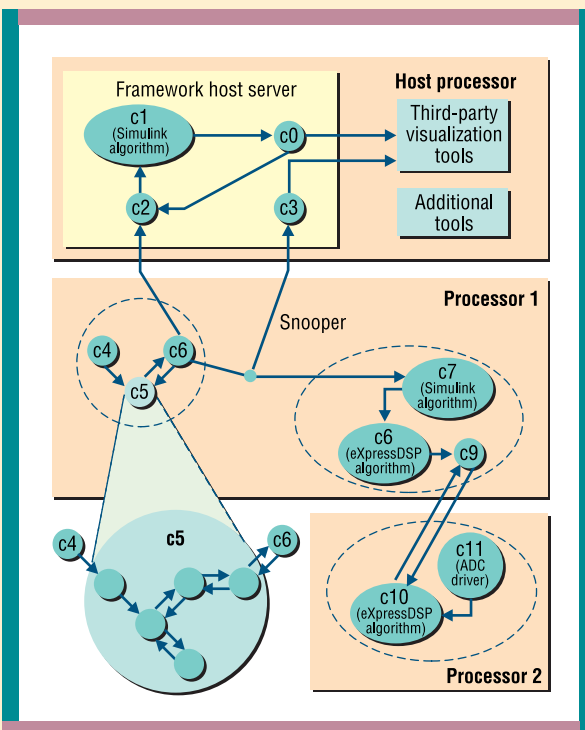 Framework host server
Host processor
c1
(Simulink
algorithm)
c0
Third-party
visualization
tools
c2
c3
Additional
tools
Processor 1
Snooper
c4
c6
c5
c7
(Simulink
algorithm)
c6
(eXpressDSP
algorithm)
c9
c4
c5
c6
c11
(ADC
driver)
c10
(eXpressDSP
algorithm)
Processor 2